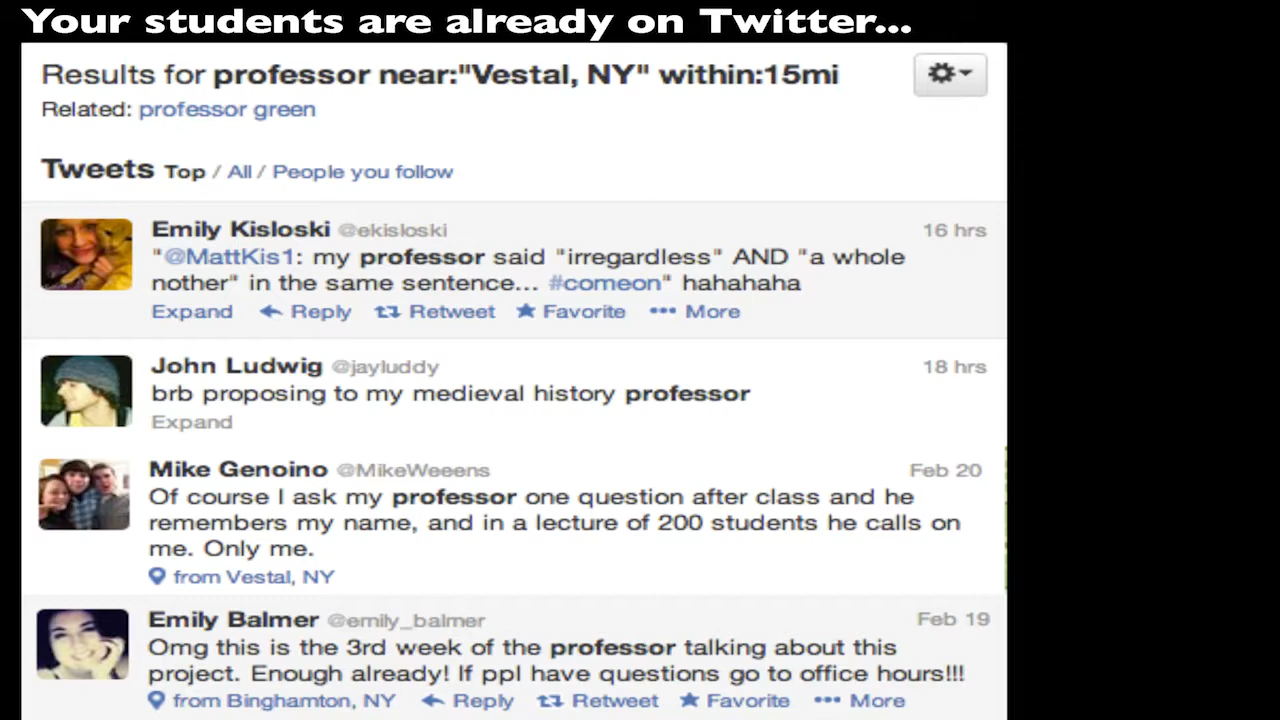 Your students are already on Twitter...
Results for professor near:"Vestal, NY" within:15mi
Related: professor green
Tweets Top / All / People you follow
Emily Kisloski @ekisloski 16 hrs
"@MattKis1: my professor said "irregardless" AND "a whole
nother" in the same sentence... #comeon" hahahaha
Expand Reply Retweet Favorite ••• More
John Ludwig @jayluddy 18 hrs
brb proposing to my medieval history professor
Expand
Mike Genoino @MikeWeeens Feb 20
Of course I ask my professor one question after class and he
remembers my name, and in a lecture of 200 students he calls on
me. Only me.
from Vestal, NY
Emily Balmer @emily_balmer Feb 19
Omg this is the 3rd week of the professor talking about this
project. Enough already! If ppl have questions go to office hours!!!
from Binghamton, NY Reply Retweet Favorite ••• More